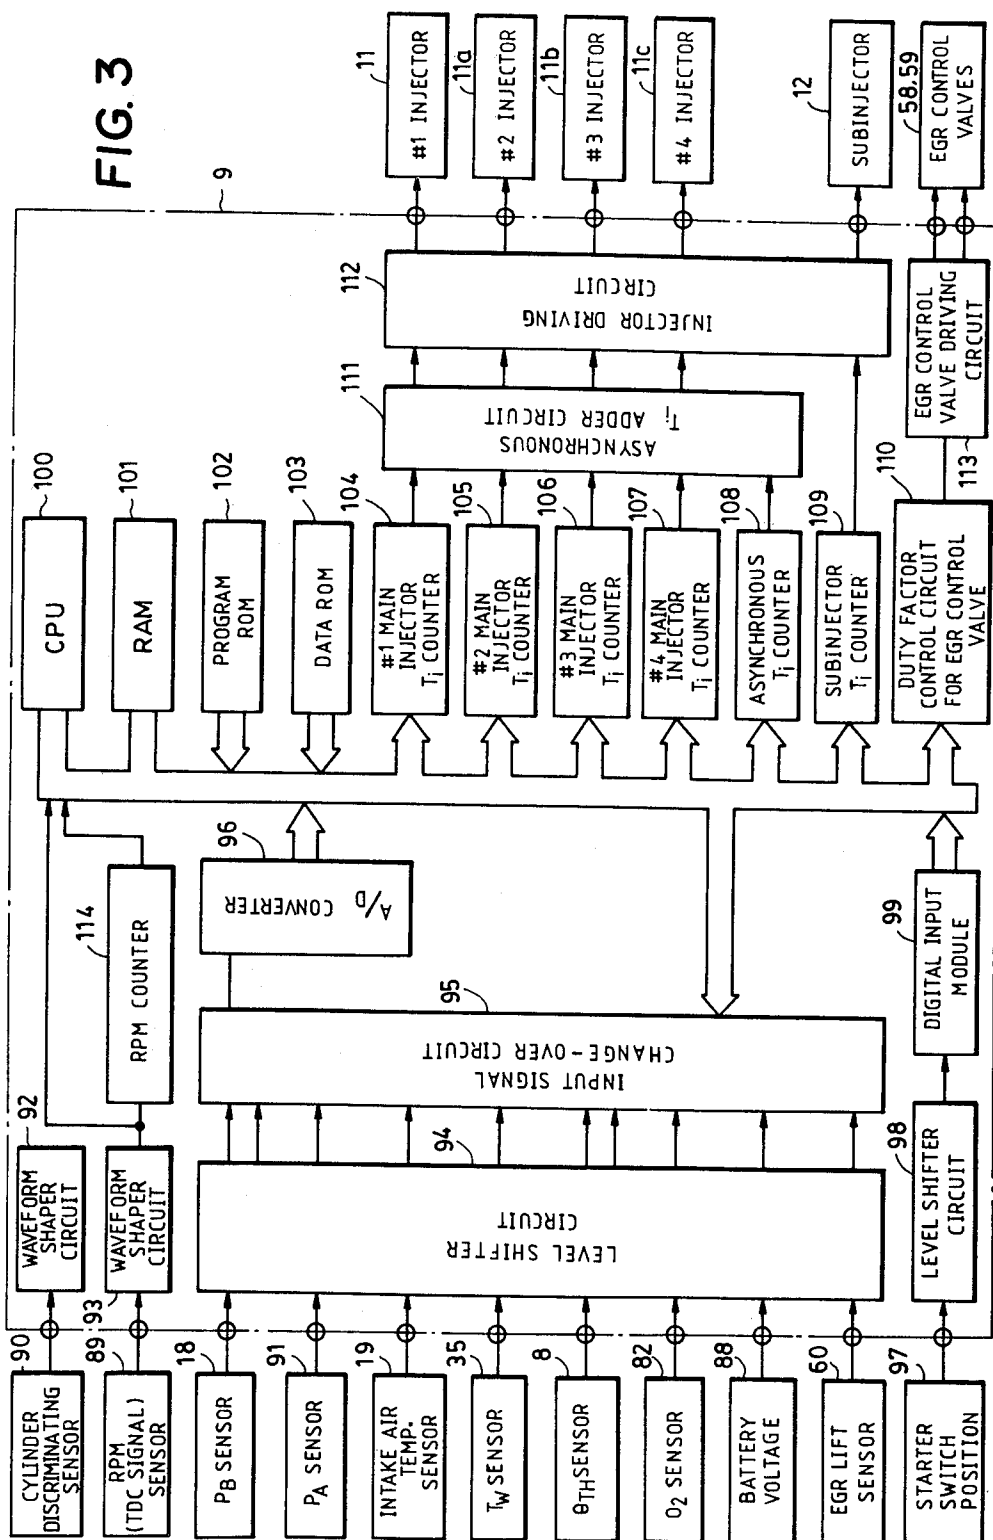 FIG. 3
9
CYLINDER
DISCRIMINATING
SENSOR
90
WAVEFORM
SHAPER
CIRCUIT
92
RPM
(TDC SIGNAL)
SENSOR
89
WAVEFORM
SHAPER
CIRCUIT
93
RPM COUNTER
114
PB SENSOR
18
PA SENSOR
91
INTAKE AIR
TEMP.
SENSOR
19
TW SENSOR
35
θTH SENSOR
8
O2 SENSOR
82
BATTERY
VOLTAGE
88
EGR LIFT
SENSOR
60
STARTER
SWITCH
POSITION
97
LEVEL SHIFTER
CIRCUIT
94
INPUT SIGNAL
CHANGE-OVER CIRCUIT
95
A/D
CONVERTER
96
LEVEL SHIFTER
CIRCUIT
98
DIGITAL INPUT
MODULE
99
CPU
100
RAM
101
PROGRAM
ROM
102
DATA ROM
103
#1 MAIN
INJECTOR
Ti COUNTER
104
#2 MAIN
INJECTOR
Ti COUNTER
105
#3 MAIN
INJECTOR
Ti COUNTER
106
#4 MAIN
INJECTOR
Ti COUNTER
107
ASYNCHRONOUS
Ti COUNTER
108
SUBINJECTOR
Ti COUNTER
109
DUTY FACTOR
CONTROL CIRCUIT
FOR EGR CONTROL
VALVE
110
ASYNCHRONOUS
Ti ADDER CIRCUIT
111
INJECTOR DRIVING
CIRCUIT
112
EGR CONTROL
VALVE DRIVING
CIRCUIT
113
#1 INJECTOR
11
#2 INJECTOR
11a
#3 INJECTOR
11b
#4 INJECTOR
11c
SUBINJECTOR
12
EGR CONTROL
VALVES
58,59